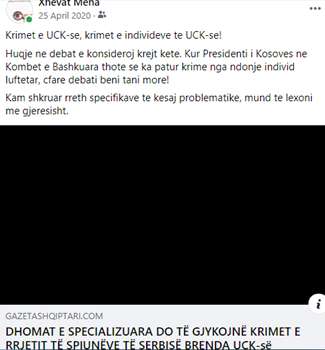 Xhevat Meha
25 April 2020 ·
Krimet e UCK-se, krimet e individeve te UCK-se!
Huqje ne debat e konsideroj krejt kete. Kur Presidenti i Kosoves ne
Kombet e Bashkuara thote se ka patur krime nga ndonje individ
luftetar, cfare debati beni tani more!
Kam shkruar rreth specifikave te kesaj problematike, mund te lexoni
me gjeresisht.
GAZETASHQIPTARI.COM
DHOMAT E SPECIALIZUARA DO TË GJYKOJNË KRIMET E
RRJETIT TË SPIUNËVE TË SERBISË BRENDA UCK-së